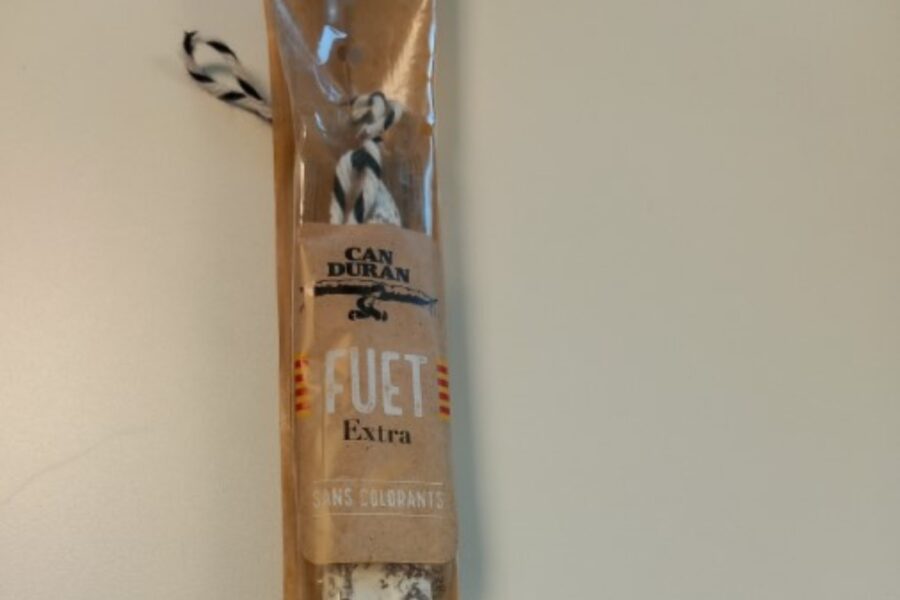 CAN
DURAN
FUET
Extra
SANS COLORANTS